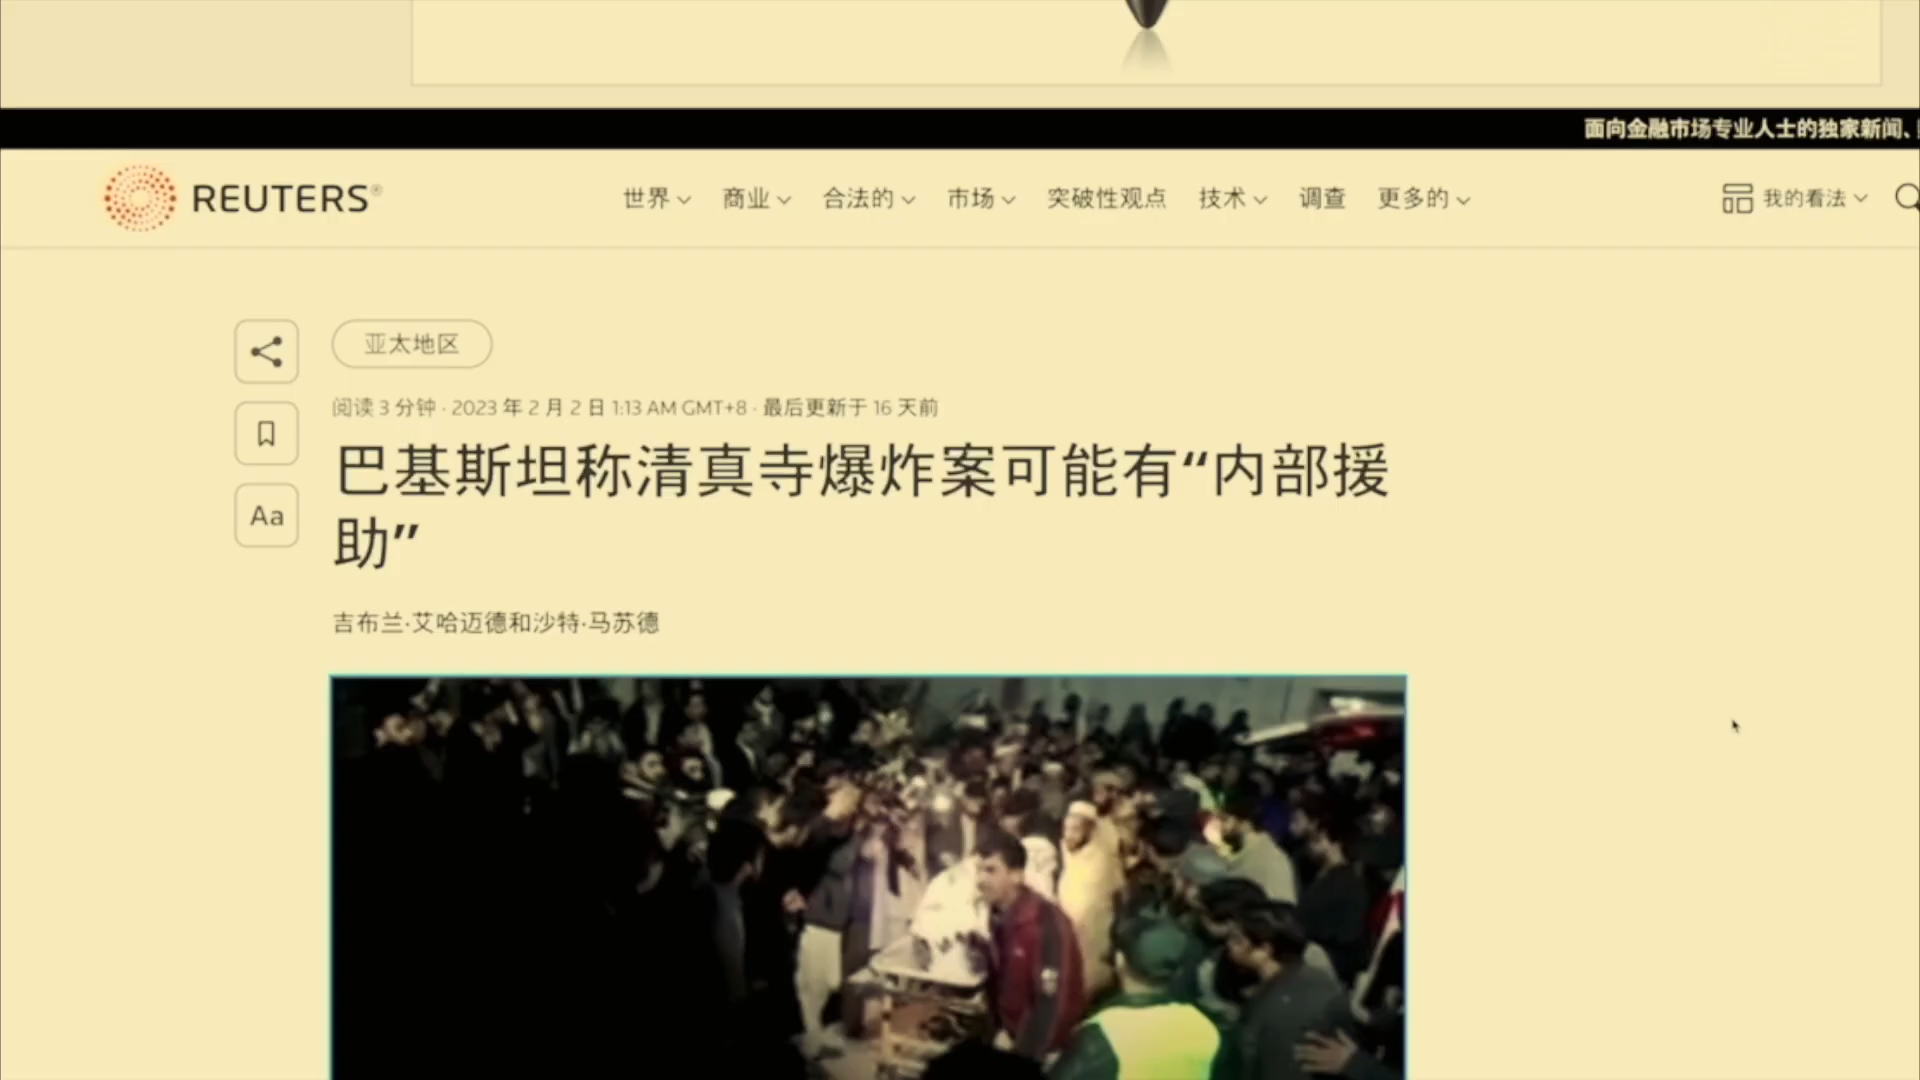 面向金融市场专业人士的独家新闻、
REUTERS®
世界 商业 合法的 市场 突破性观点 技术 调查 更多的 我的看法
亚太地区
阅读 3 分钟 · 2023 年 2 月 2 日 1:13 AM GMT+8 · 最后更新于 16 天前
巴基斯坦称清真寺爆炸案可能有“内部援
助”
Aa
吉布兰·艾哈迈德和沙特·马苏德